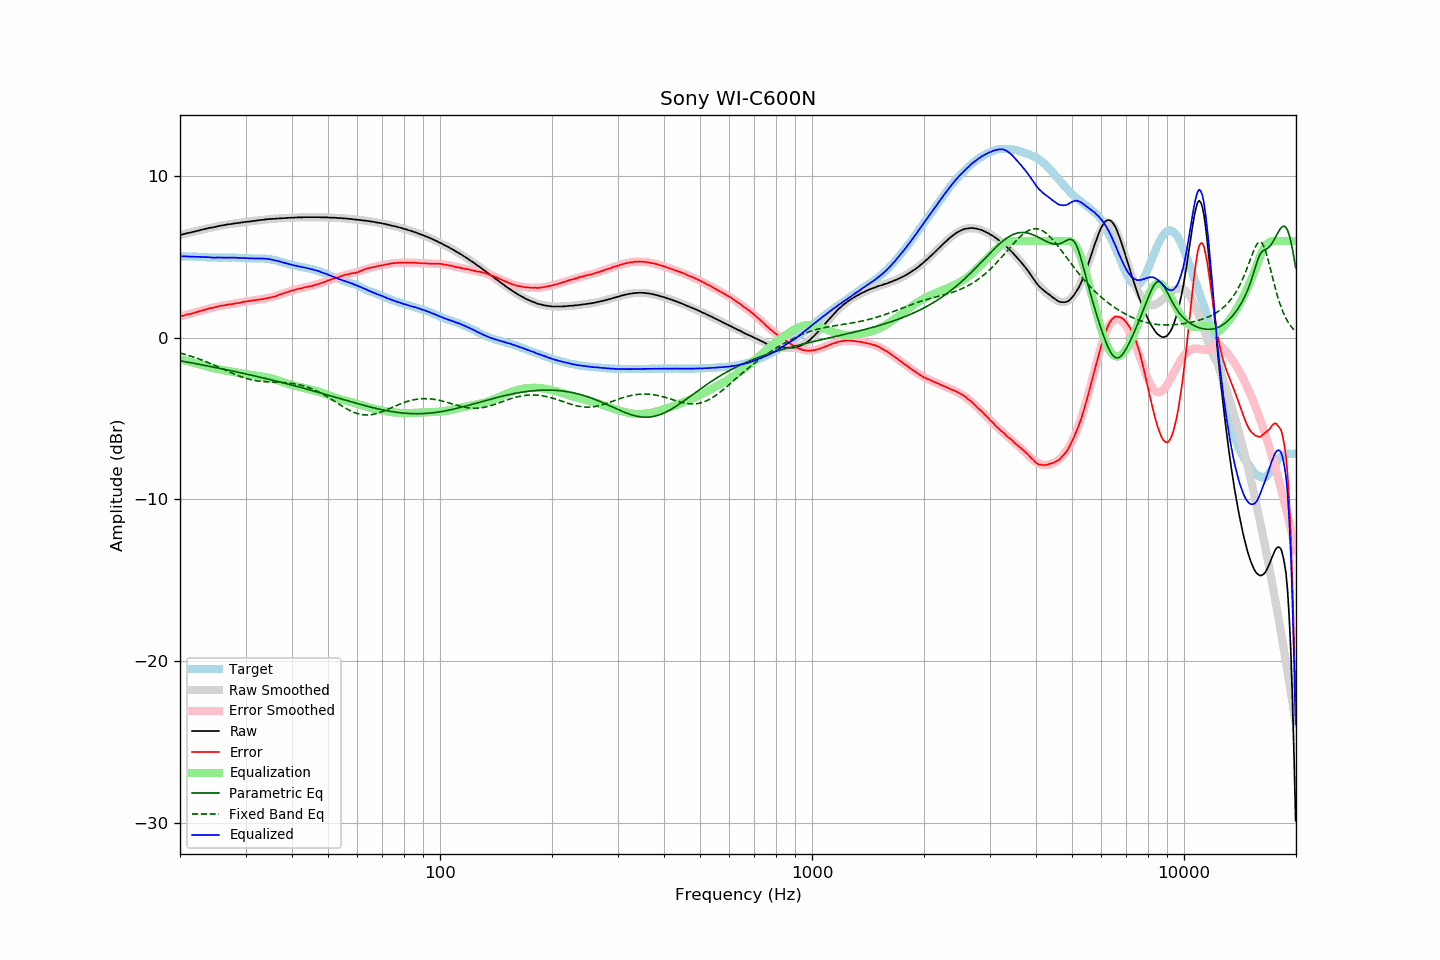 Sony WI-C600N
Amplitude (dBr)
10
0
−10
−20
−30
Target
Raw Smoothed
Error Smoothed
Raw
Error
Equalization
Parametric Eq
Fixed Band Eq
Equalized
100
1000
10000
Frequency (Hz)